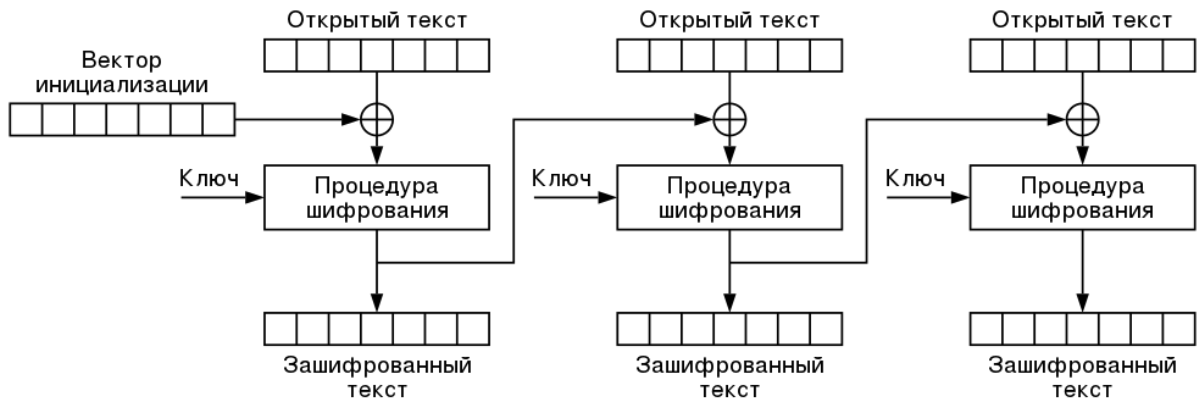 Открытый текст
Открытый текст
Открытый текст
Вектор
инициализации
Ключ
Процедура
шифрования
Ключ
Процедура
шифрования
Ключ
Процедура
шифрования
Зашифрованный
текст
Зашифрованный
текст
Зашифрованный
текст